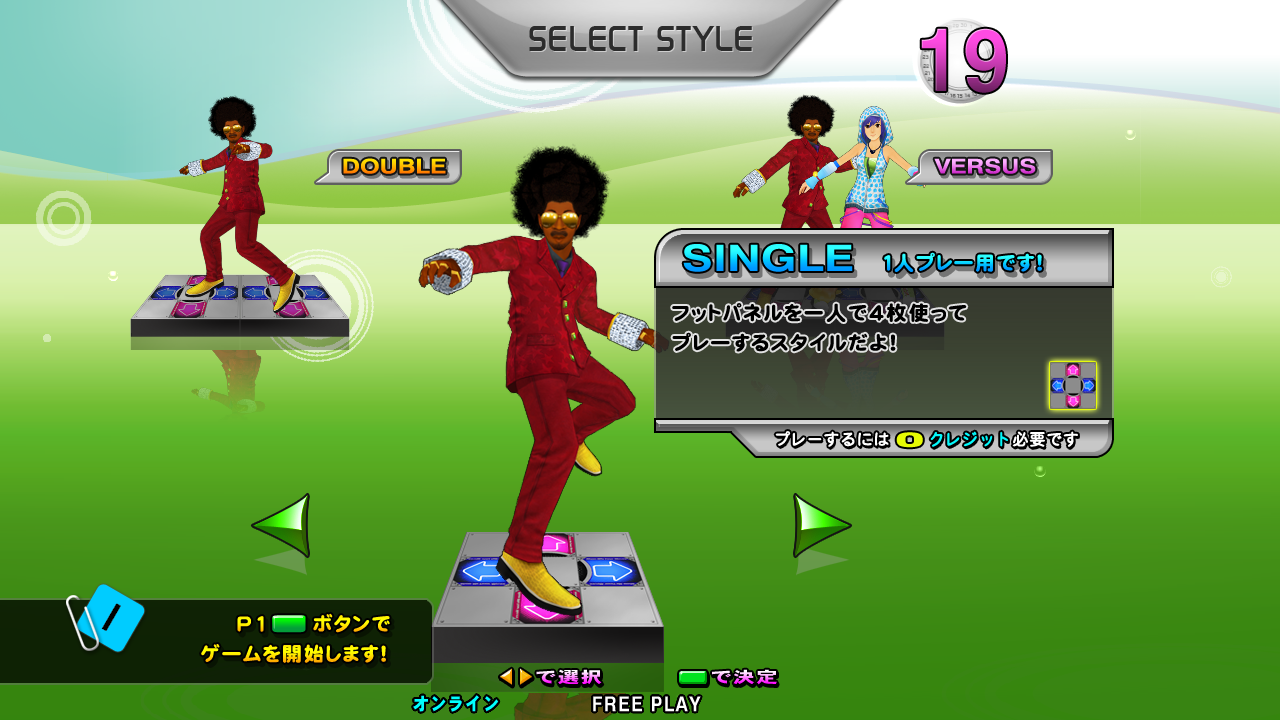 SELECT STYLE
19
DOUBLE
VERSUS
SINGLE 1人プレー用です!
フットパネルを一人で4枚使って
プレーするスタイルだよ!
プレーするには 0 クレジット必要です
P1 ボタンで
ゲームを開始します!
で選択 で決定
オンライン FREE PLAY